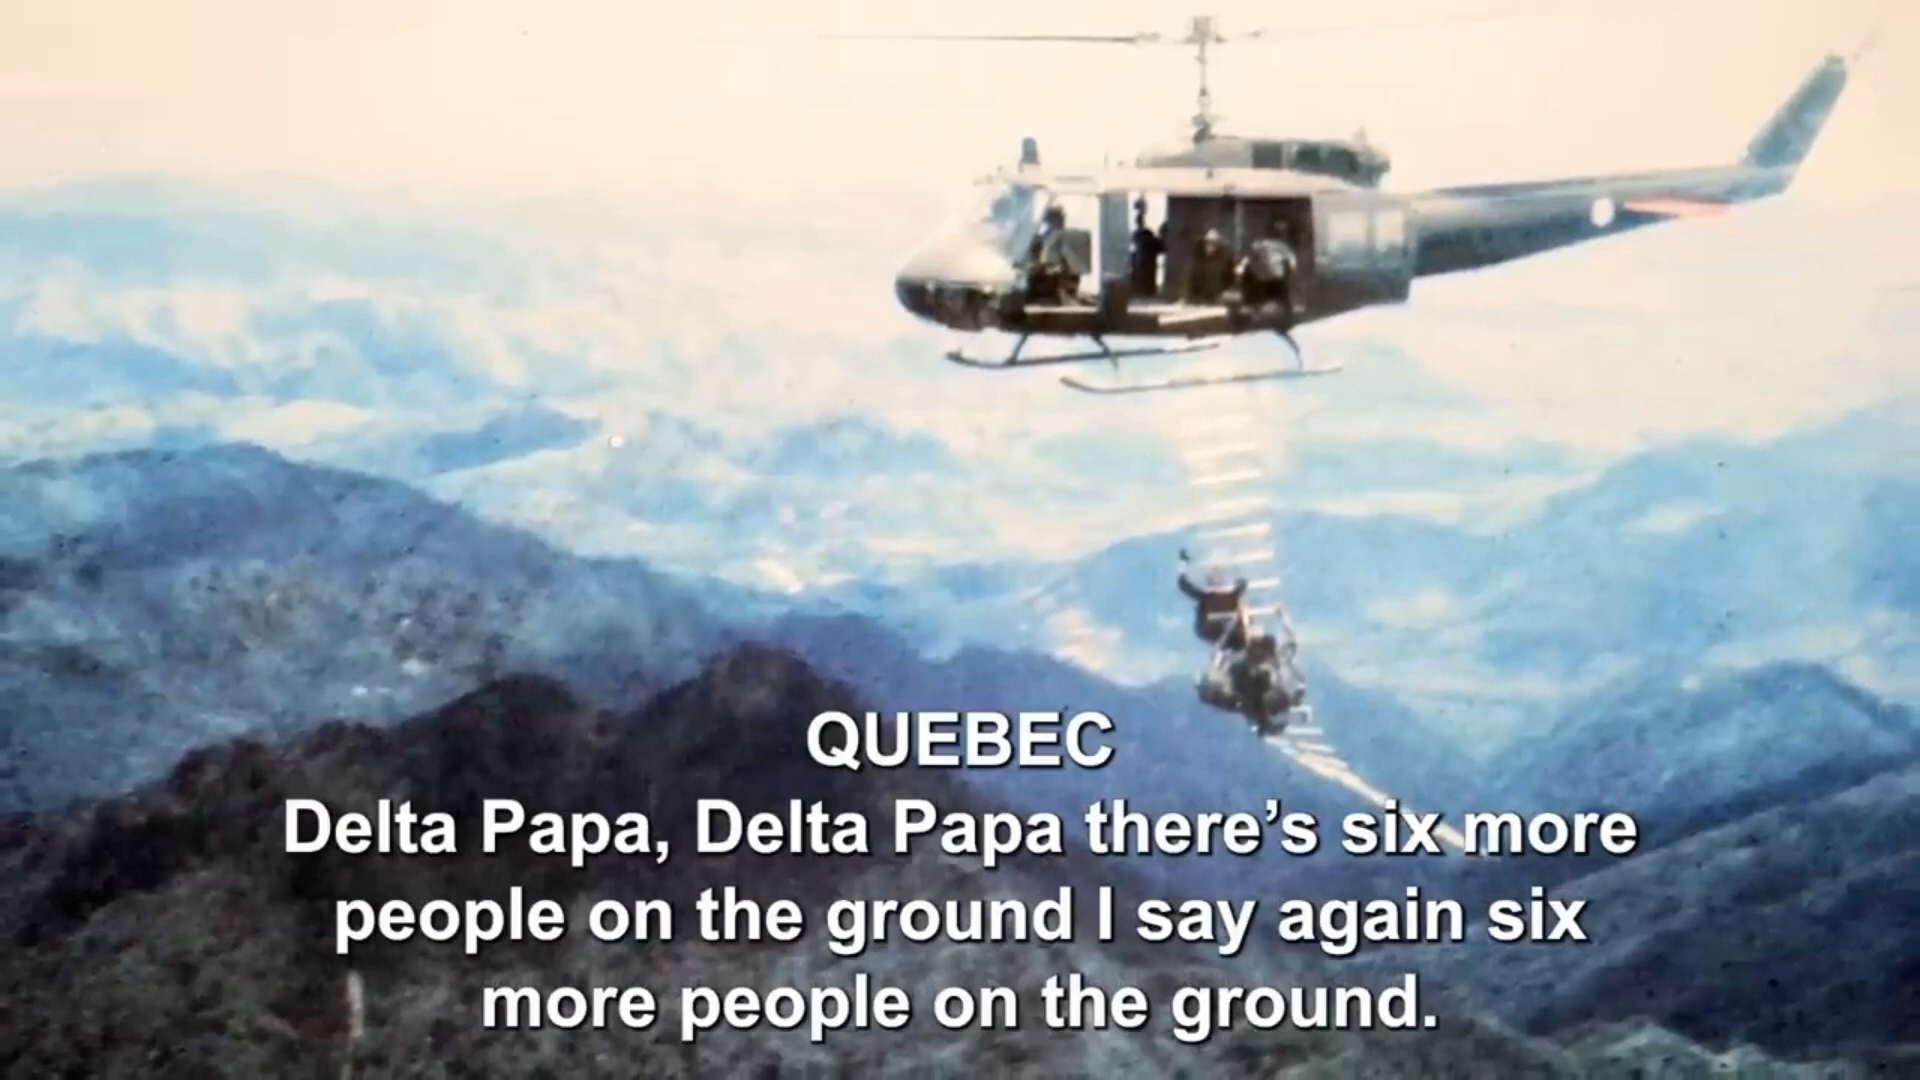 QUEBEC
Delta Papa, Delta Papa there’s six more
people on the ground I say again six
more people on the ground.